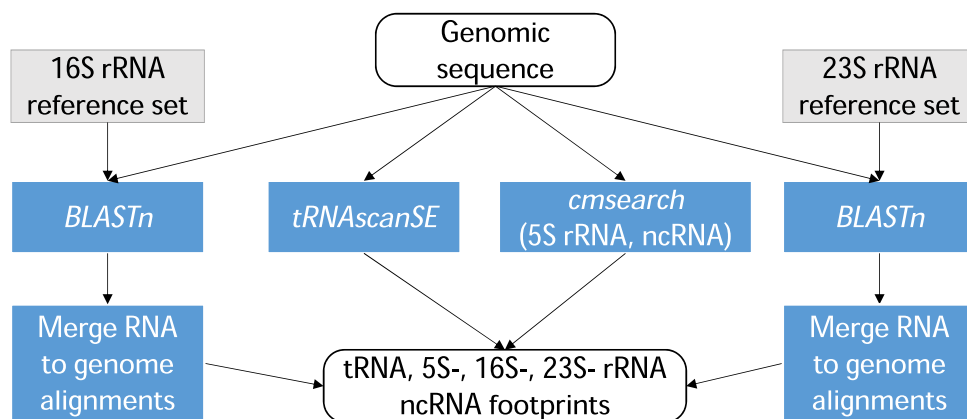 Genomic
sequence
16S rRNA
reference set
23S rRNA
reference set
BLASTn
tRNAscanSE
cmsearch
(5S rRNA, ncRNA)
BLASTn
Merge RNA
to genome
alignments
tRNA, 5S-, 16S-, 23S- rRNA
ncRNA footprints
Merge RNA
to genome
alignments